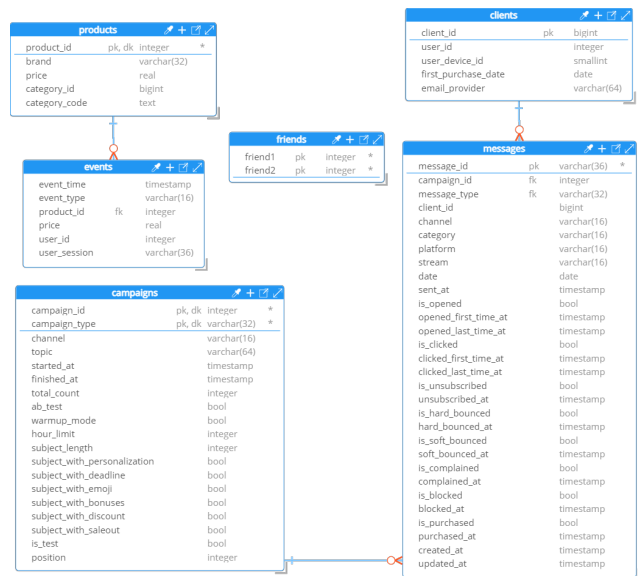 products
product_id pk, dk integer *
brand varchar(32)
price real
category_id bigint
category_code text
events
event_time timestamp
event_type varchar(16)
product_id fk integer
price real
user_id integer
user_session varchar(36)
friends
friend1 pk integer *
friend2 pk integer *
clients
client_id pk bigint
user_id integer
user_device_id smallint
first_purchase_date date
email_provider varchar(64)
campaigns
campaign_id pk, dk integer *
campaign_type pk, dk varchar(32) *
channel varchar(16)
topic varchar(64)
started_at timestamp
finished_at timestamp
total_count integer
ab_test bool
warmup_mode bool
hour_limit integer
subject_length integer
subject_with_personalization bool
subject_with_deadline bool
subject_with_emoji bool
subject_with_bonuses bool
subject_with_discount bool
subject_with_saleout bool
is_test bool
position integer
messages
message_id pk varchar(36) *
campaign_id fk integer
message_type fk varchar(32)
client_id bigint
channel varchar(16)
category varchar(16)
platform varchar(16)
stream varchar(16)
date date
sent_at timestamp
is_opened bool
opened_first_time_at timestamp
opened_last_time_at timestamp
is_clicked bool
clicked_first_time_at timestamp
clicked_last_time_at timestamp
is_unsubscribed bool
unsubscribed_at timestamp
is_hard_bounced bool
hard_bounced_at timestamp
is_soft_bounced bool
soft_bounced_at timestamp
is_complained bool
complained_at timestamp
is_blocked bool
blocked_at timestamp
is_purchased bool
purchased_at timestamp
created_at timestamp
updated_at timestamp